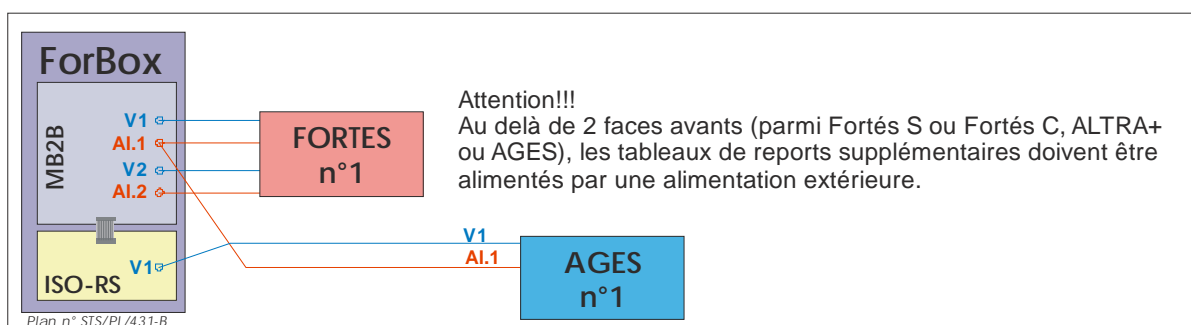 ForBox
MB2B
V1
Al.1
V2
Al.2
FORTES
n°1
Attention!!!
Au delà de 2 faces avants (parmi Fortés S ou Fortés C, ALTRA+
ou AGES), les tableaux de reports supplémentaires doivent être
alimentés par une alimentation extérieure.
V1
ISO-RS
V1
Al.1
AGES
n°1
Plan n° STS/PL/431-B